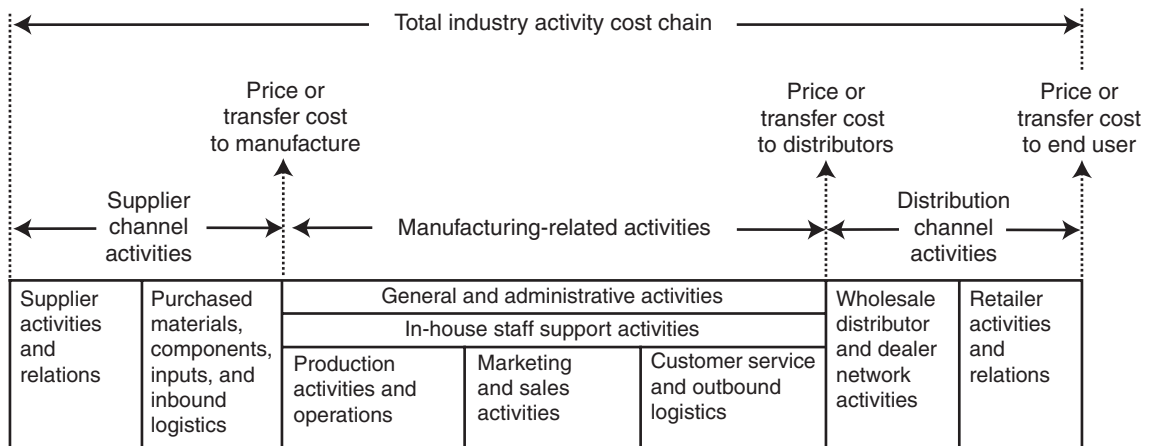 Total industry activity cost chain
Price or
transfer cost
to manufacture
Price or
transfer cost
to distributors
Price or
transfer cost
to end user
Supplier
channel
activities
Manufacturing-related activities
Distribution
channel
activities
Supplier
activities
and
relations
Purchased
materials,
components,
inputs, and
inbound
logistics
General and administrative activities
In-house staff support activities
Production
activities and
operations
Marketing
and sales
activities
Customer service
and outbound
logistics
Wholesale
distributor
and dealer
network
activities
Retailer
activities
and
relations